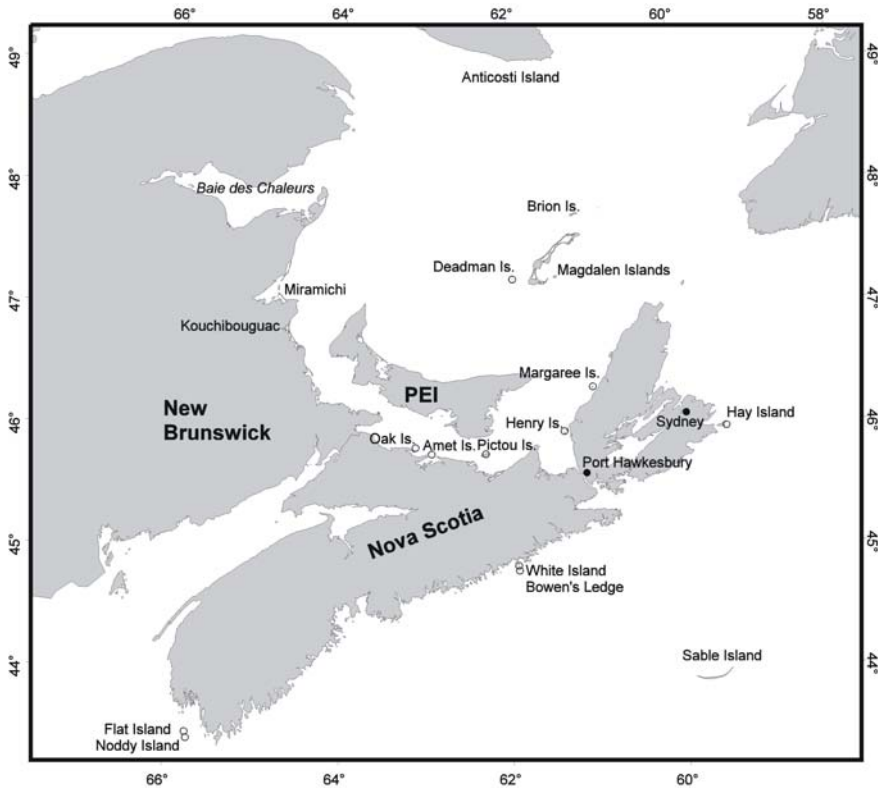 66°
64°
62°
60°
58°
49°
49°
Anticosti Island
48°
48°
Baie des Chaleurs
Brion Is.
Deadman Is.
Magdalen Islands
Miramichi
47°
47°
Kouchibouguac
Margaree Is.
PEI
New
Brunswick
Henry Is.
Hay Island
Sydney
46°
46°
Oak Is.
Amet Is.
Pictou Is.
Port Hawkesbury
Nova Scotia
45°
45°
White Island
Bowen's Ledge
44°
44°
Sable Island
Flat Island
Noddy Island
66°
64°
62°
60°